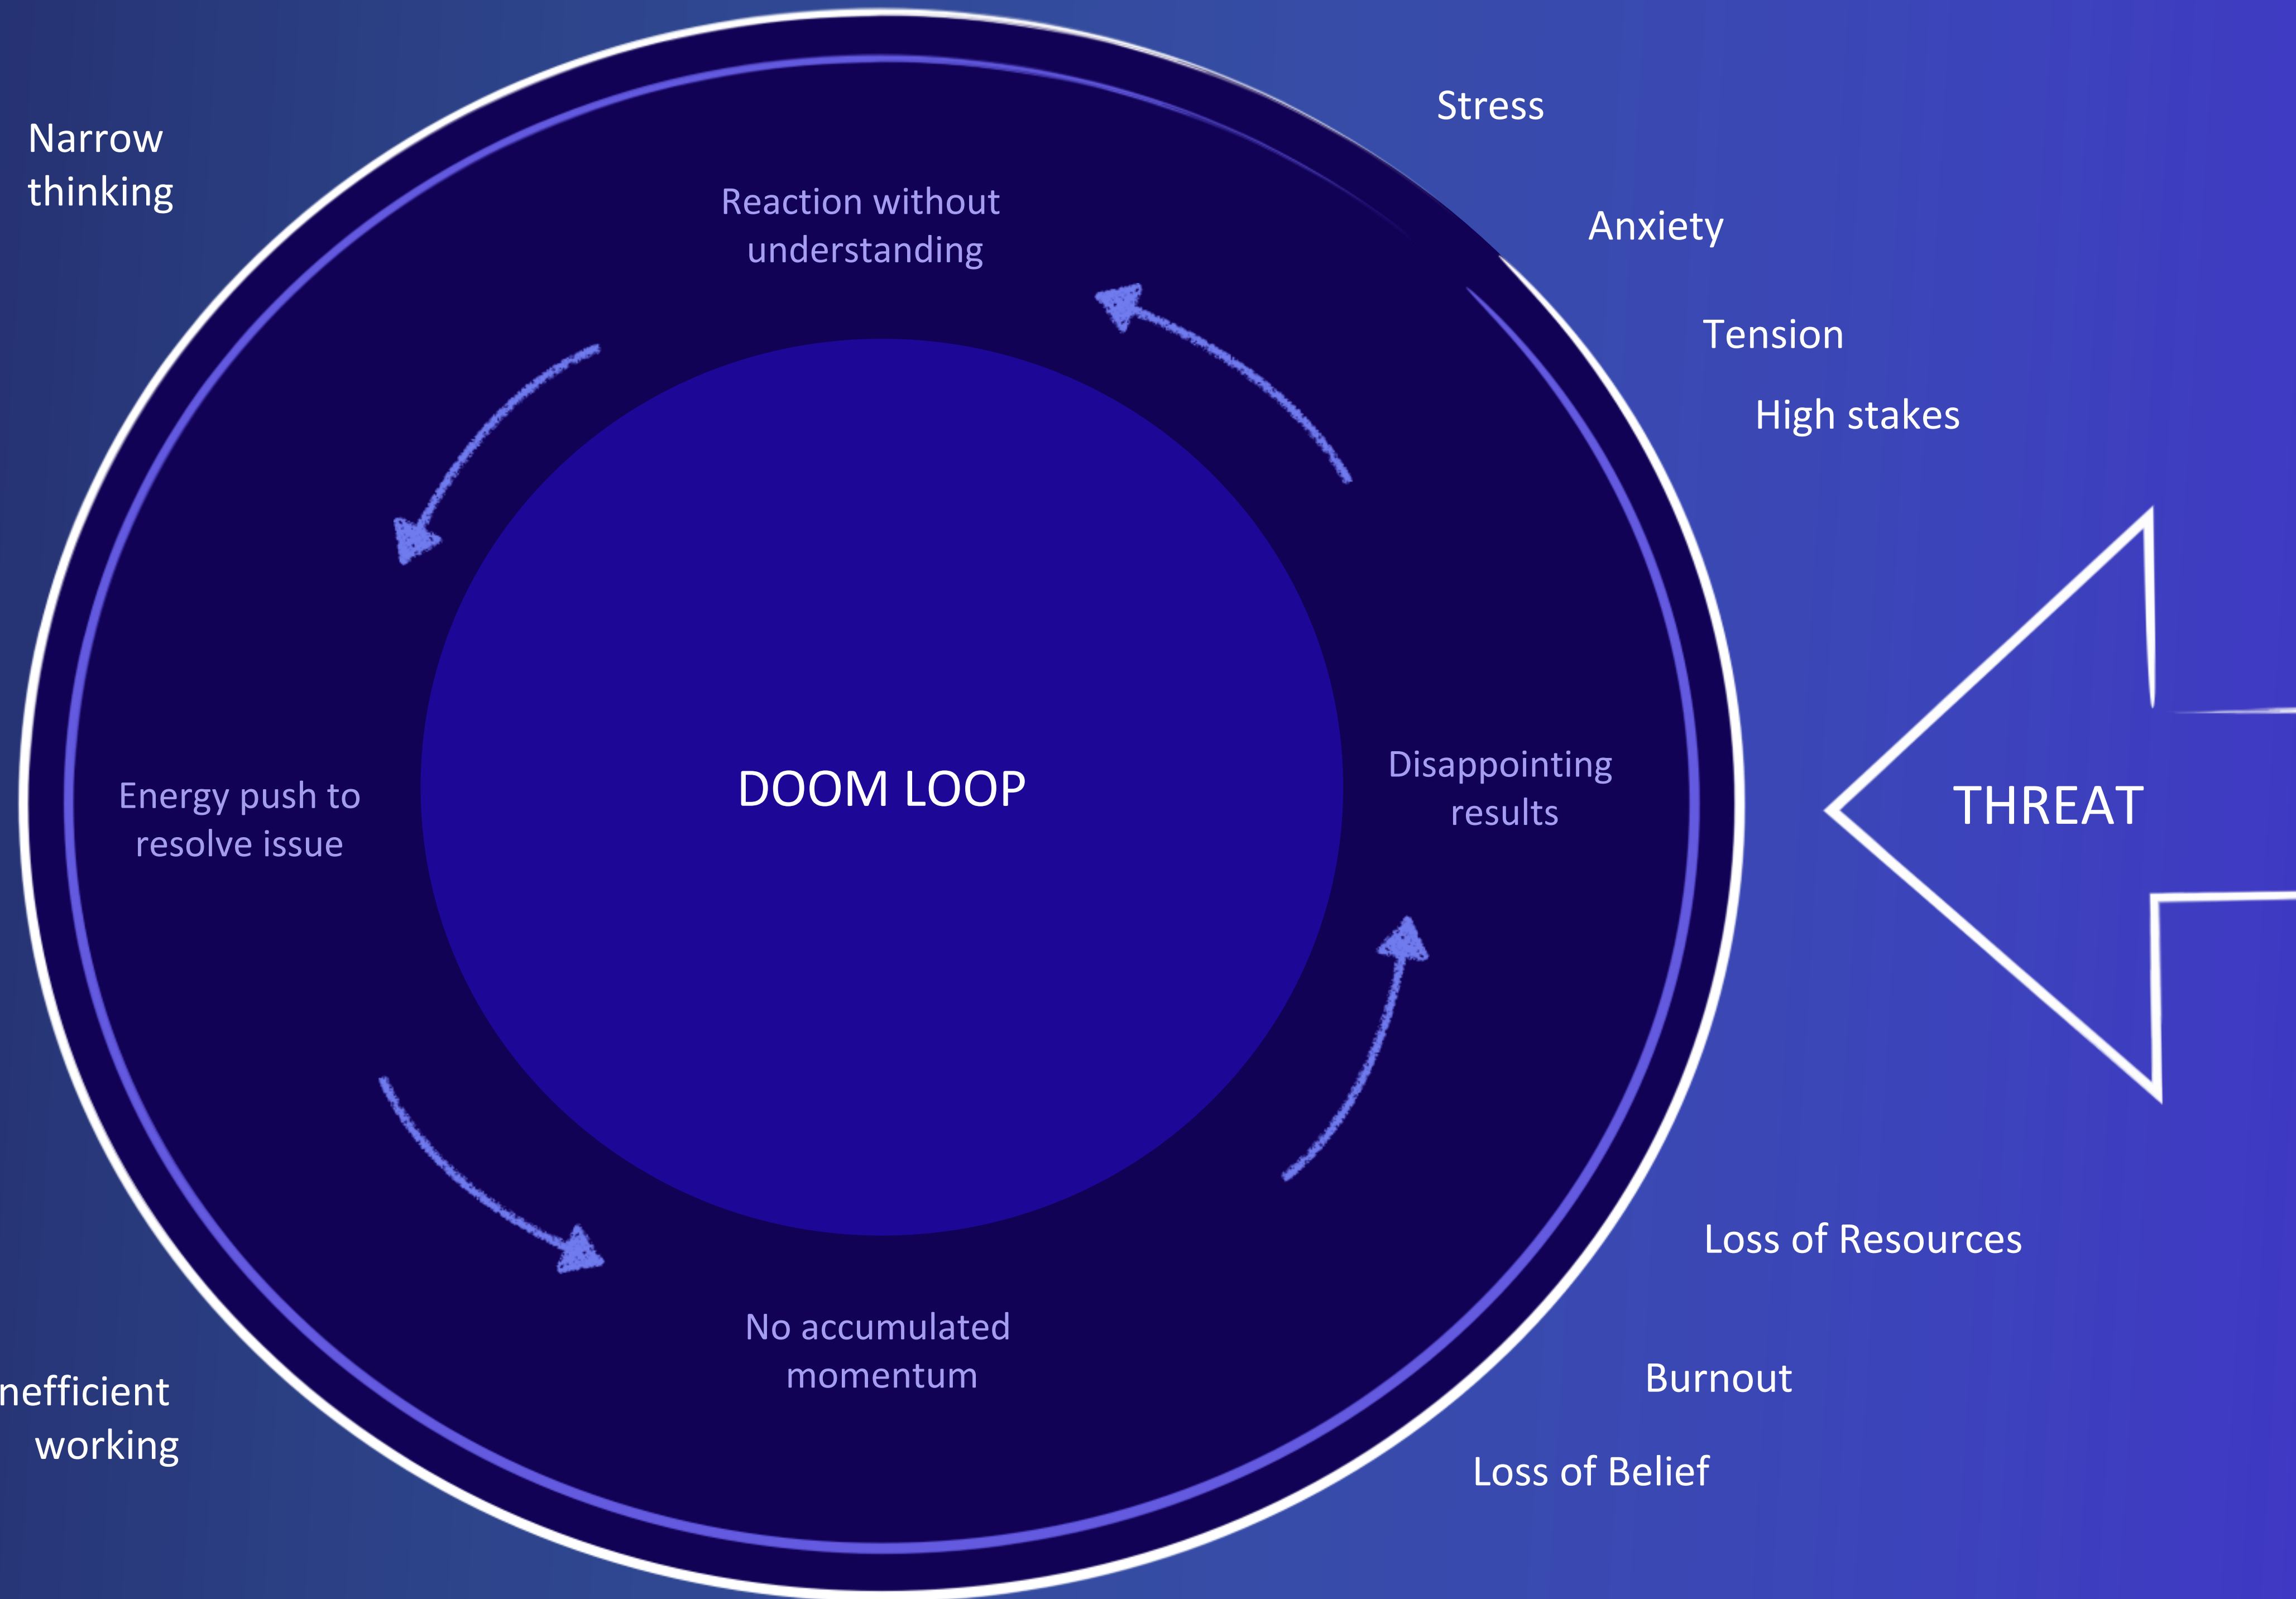 Stress
Narrow
thinking
Reaction without
understanding
Anxiety
Tension
High stakes
Energy push to
resolve issue
DOOM LOOP
Disappointing
results
THREAT
Loss of Resources
No accumulated
momentum
nefficient
working
Burnout
Loss of Belief